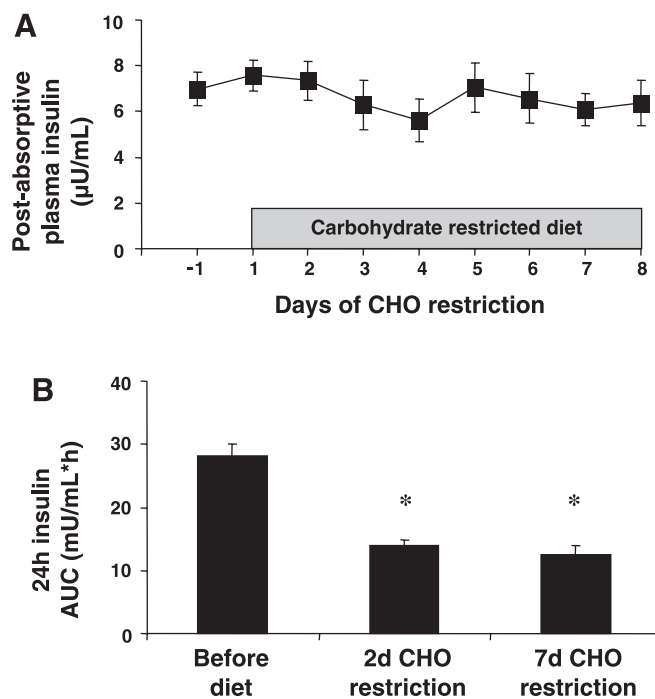 A
Post-absorptive
plasma insulin
(µU/mL)
10
8
6
4
2
0
Carbohydrate restricted diet
-1 1 2 3 4 5 6 7 8
Days of CHO restriction
B
24h insulin
AUC (mU/mL*h)
40
30
20
10
0
* *
Before 2d CHO 7d CHO
diet restriction restriction